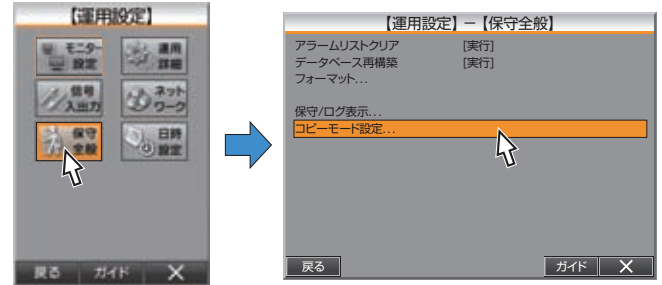 【運用設定】
モニター
設定
運用
詳細
信号
入出力
ネット
ワーク
保守
全般
日時
設定
戻る ガイド ×
【運用設定】－【保守全般】
アラームリストクリア [実行]
データベース再構築 [実行]
フォーマット...
保守/ログ表示...
コピーモード設定...
戻る ガイド ×